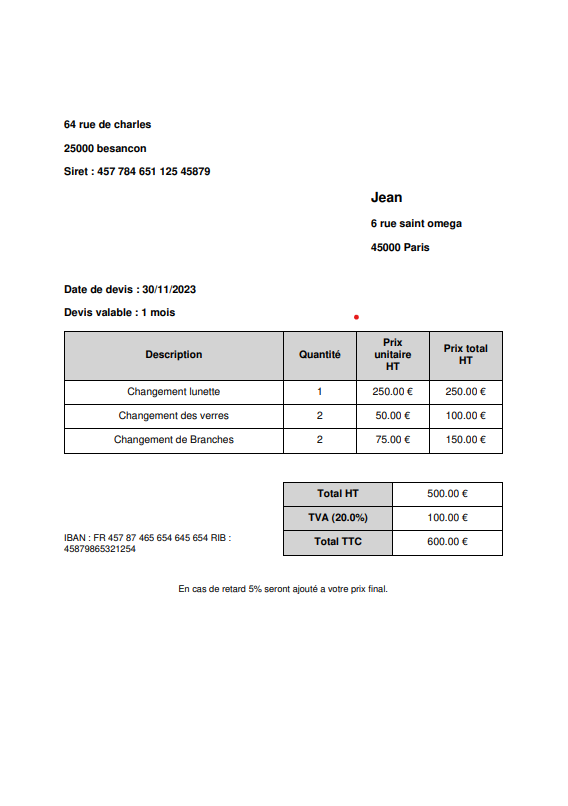 64 rue de charles
25000 besancon
Siret : 457 784 651 125 45879
Jean
6 rue saint omega
45000 Paris
Date de devis : 30/11/2023
Devis valable : 1 mois
Description Quantité Prix unitaire HT Prix total HT
Changement lunette 1 250.00 € 250.00 €
Changement des verres 2 50.00 € 100.00 €
Changement de Branches 2 75.00 € 150.00 €
Total HT 500.00 €
TVA (20.0%) 100.00 €
Total TTC 600.00 €
IBAN : FR 457 87 465 654 645 654 RIB :
45879865321254
En cas de retard 5% seront ajouté a votre prix final.